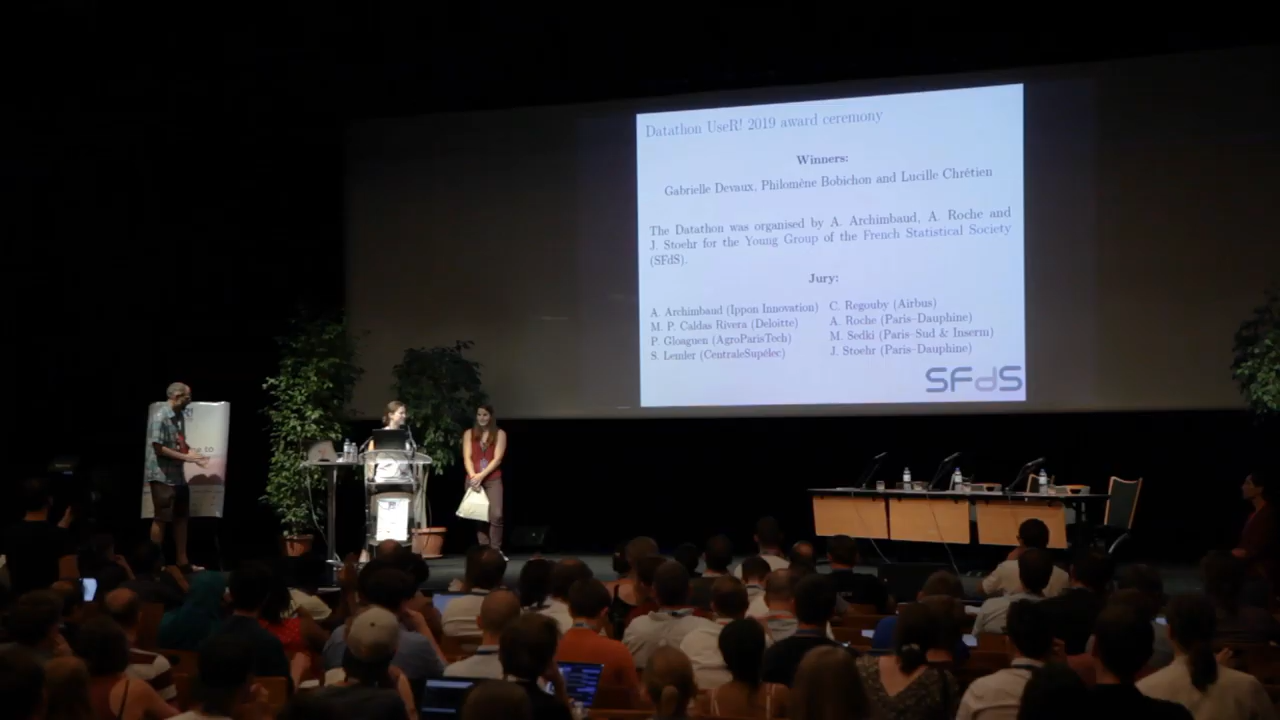 Datathon UseR! 2019 award ceremony
Winners:
Gabrielle Devaux, Philomène Bobichon and Lucille Chrétien
The Datathon was organised by A. Archimbaud, A. Roche and
J. Stoehr for the Young Group of the French Statistical Society
(SFdS).
Jury:
A. Archimbaud (Ippon Innovation)
M. P. Caldas Rivera (Deloitte)
P. Gloaguen (AgroParisTech)
S. Lemler (CentraleSupélec)
C. Regouby (Airbus)
A. Roche (Paris–Dauphine)
M. Sedki (Paris–Sud & Inserm)
J. Stoehr (Paris–Dauphine)
SFdS